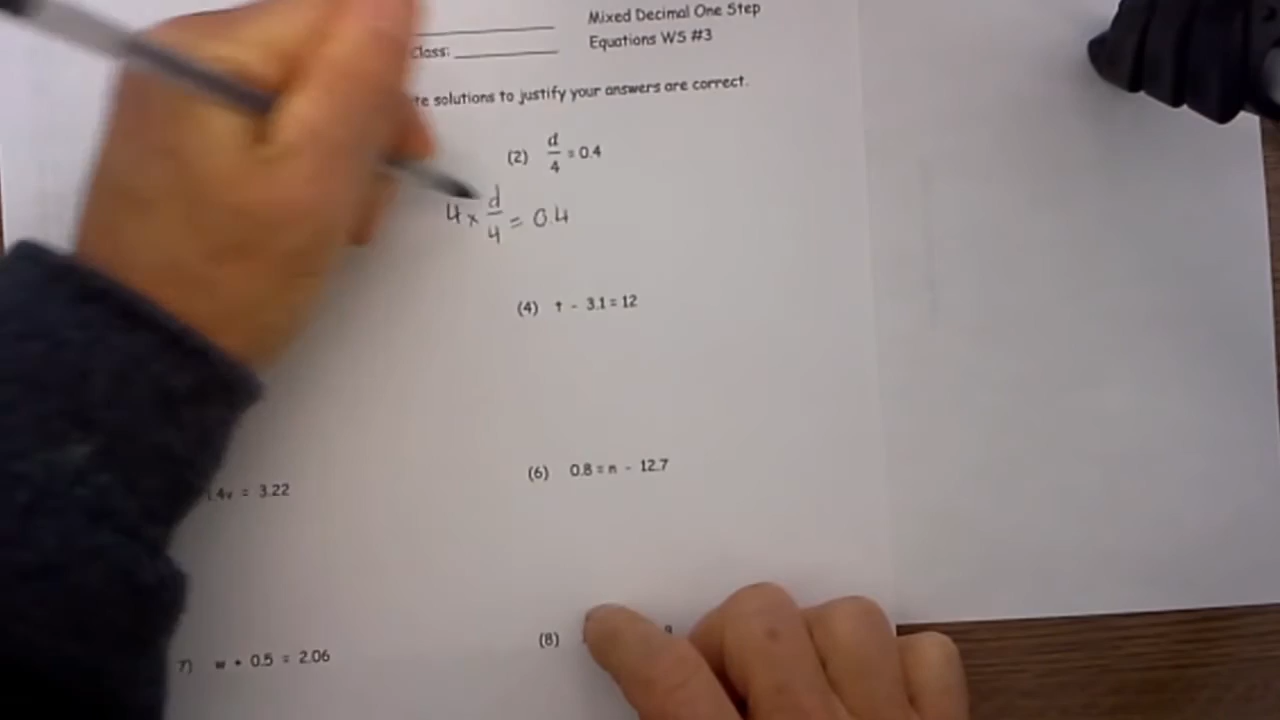 Mixed Decimal One Step
Class: Equations WS #3
solutions to justify your answers are correct.
(2) d/4 = 0.4
4 × d/4 = 0.4
(4) t - 3.1 = 12
.4v = 3.22
(6) 0.8 = n - 12.7
7) w + 0.5 = 2.06
(8)